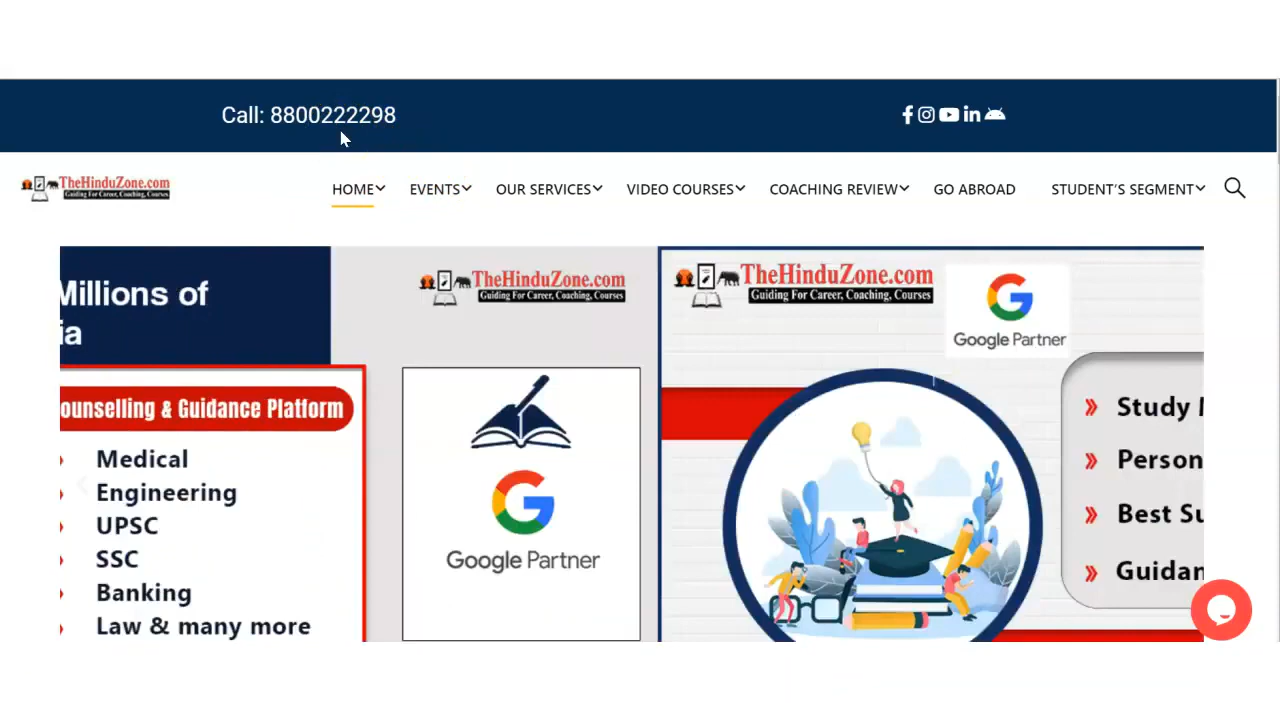 Call: 8800222298
TheHinduZone.com
Guiding For Career, Coaching, Courses
HOME EVENTS OUR SERVICES VIDEO COURSES COACHING REVIEW GO ABROAD STUDENT'S SEGMENT
Millions of
ia
ounselling & Guidance Platform
Medical
Engineering
UPSC
SSC
Banking
Law & many more
TheHinduZone.com
Guiding For Career, Coaching, Courses
Google Partner
TheHinduZone.com
Guiding For Career, Coaching, Courses
Google Partner
Study
Person
Best Su
Guidan